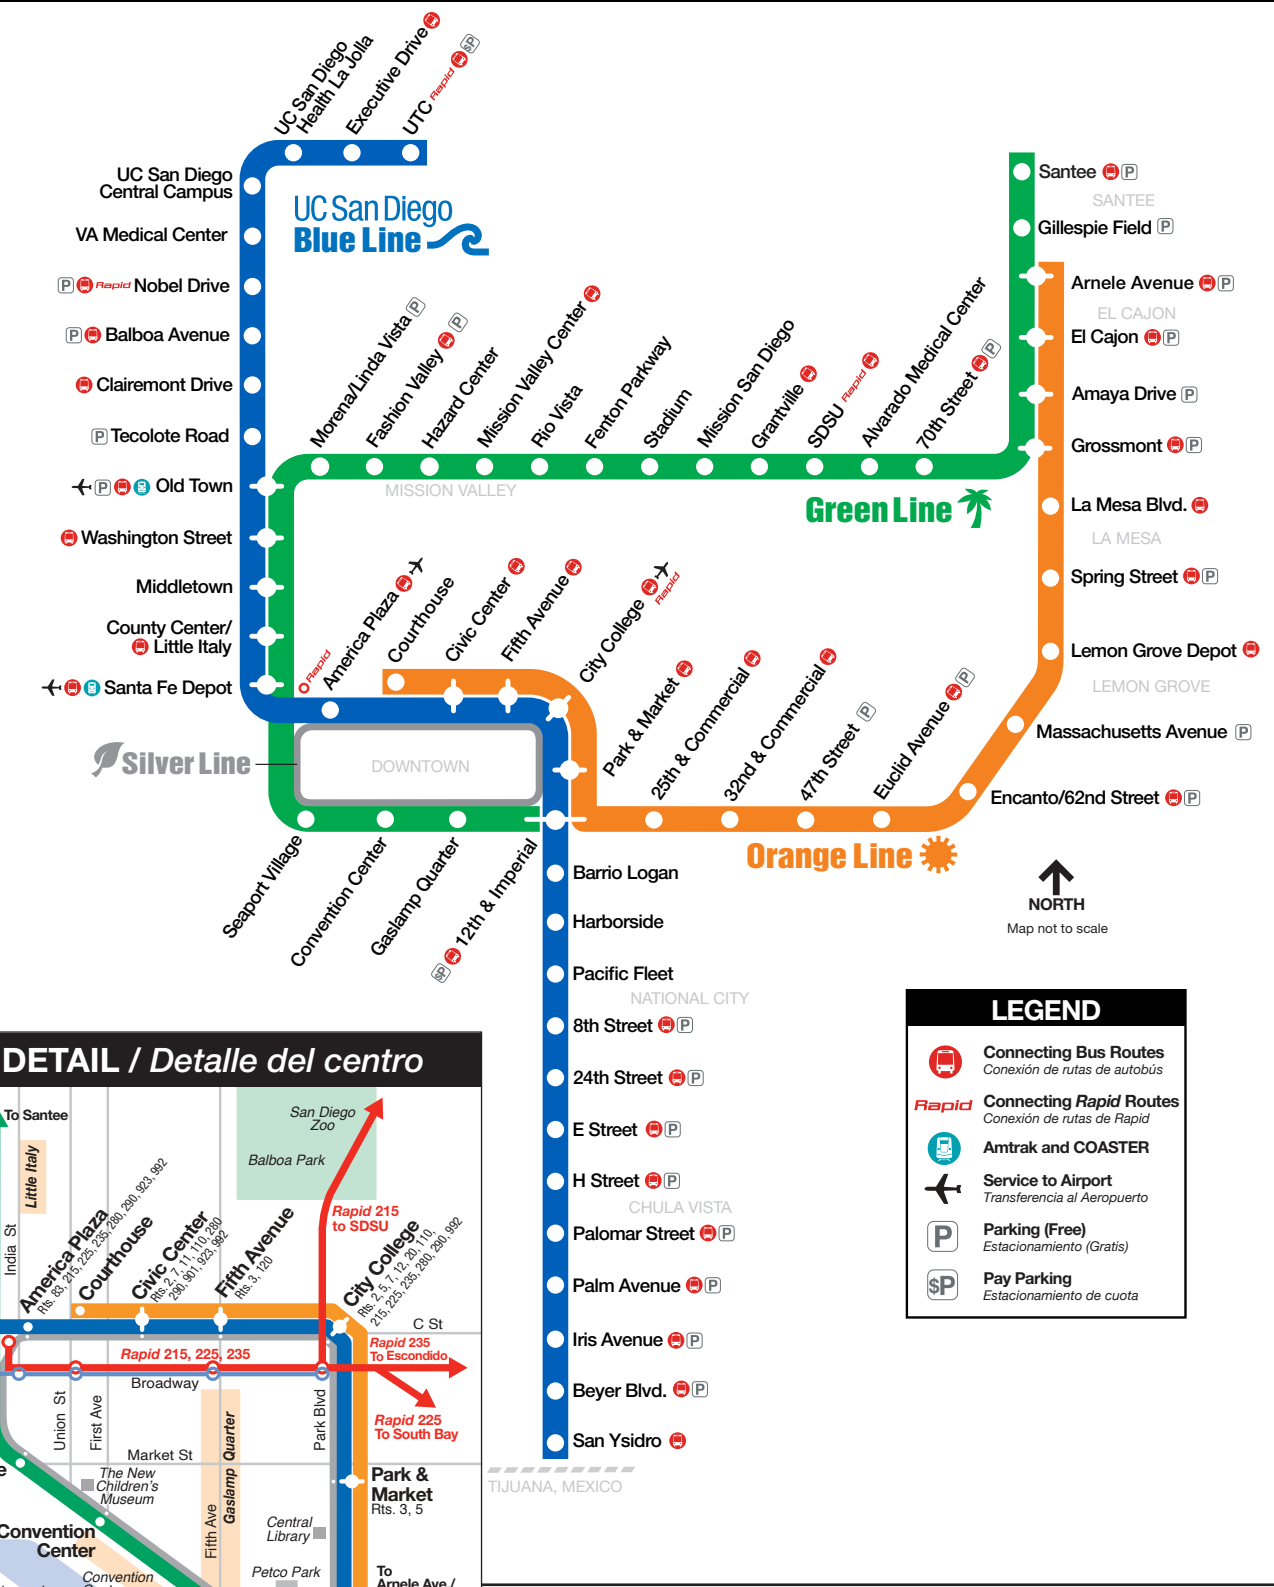 UC San Diego
Health La Jolla
Executive Drive
UTC Rapid $P
UC San Diego
Central Campus
VA Medical Center
P Rapid Nobel Drive
P Balboa Avenue
Clairemont Drive
P Tecolote Road
P Old Town
Washington Street
Middletown
County Center/
Little Italy
Santa Fe Depot
UC San Diego
Blue Line
Morena/Linda Vista P
Fashion Valley P
Hazard Center
Mission Valley Center
Rio Vista
Fenton Parkway
Stadium
Mission San Diego
Grantville
SDSU Rapid
Alvarado Medical Center
70th Street P
MISSION VALLEY
Green Line
Santee P
SANTEE
Gillespie Field P
Arnele Avenue P
EL CAJON
El Cajon P
Amaya Drive P
Grossmont P
La Mesa Blvd.
LA MESA
Spring Street P
Lemon Grove Depot
LEMON GROVE
Massachusetts Avenue P
Encanto/62nd Street P
Rapid
America Plaza
Courthouse
Civic Center
Fifth Avenue
City College
Rapid
Park & Market
25th & Commercial
32nd & Commercial
47th Street P
Euclid Avenue P
Silver Line
DOWNTOWN
Orange Line
Seaport Village
Convention Center
Gaslamp Quarter
$P 12th & Imperial
Barrio Logan
Harborside
Pacific Fleet
NATIONAL CITY
8th Street P
24th Street P
E Street P
H Street P
CHULA VISTA
Palomar Street P
Palm Avenue P
Iris Avenue P
Beyer Blvd. P
San Ysidro
TIJUANA, MEXICO
NORTH
Map not to scale
LEGEND
Connecting Bus Routes
Conexión de rutas de autobús
Rapid Connecting Rapid Routes
Conexión de rutas de Rapid
Amtrak and COASTER
Service to Airport
Transferencia al Aeropuerto
P Parking (Free)
Estacionamiento (Gratis)
$P Pay Parking
Estacionamiento de cuota
DETAIL / Detalle del centro
To Santee
Little Italy
India St
San Diego
Zoo
Balboa Park
Rapid 215
to SDSU
America Plaza
Rts. 83, 215, 225, 235, 280, 290, 923, 992
Courthouse
Civic Center
Rts. 2, 7, 11, 110, 280
290, 901, 923, 992
Fifth Avenue
Rts. 3, 120
City College
Rts. 2, 5, 7, 12, 20, 110,
215, 225, 235, 280, 290, 992
C St
Rapid 215, 225, 235
Rapid 235
To Escondido
Broadway
Rapid 225
To South Bay
Union St
First Ave
Park Blvd
Market St
Gaslamp Quarter
Fifth Ave
The New
Children's
Museum
Park &
Market
Rts. 3, 5
Central
Library
e
Convention
Center
Convention
Petco Park
To
Arnele Ave./